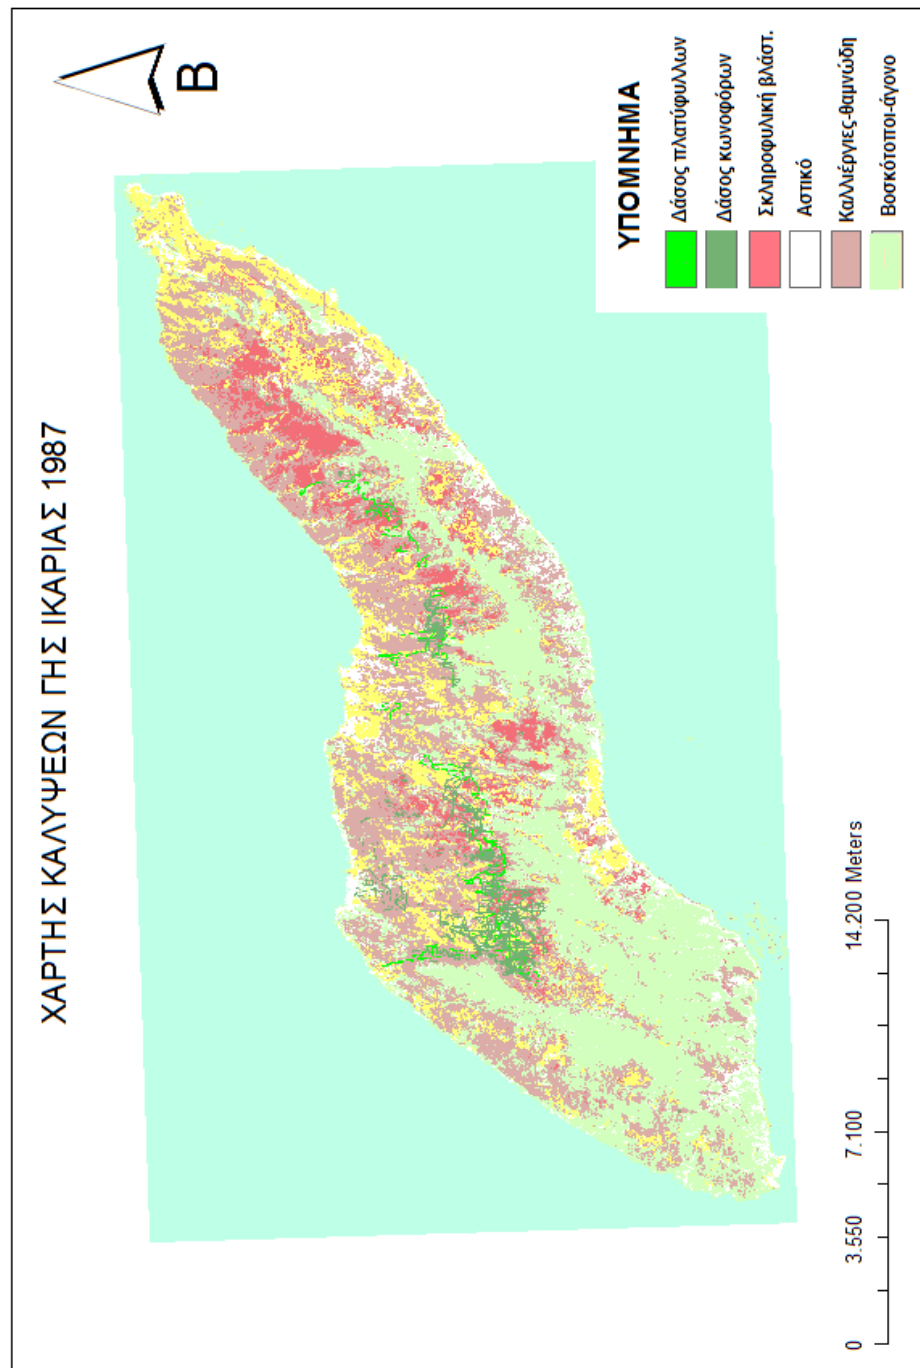 ΧΑΡΤΗΣ ΚΑΛΥΨΕΩΝ ΓΗΣ ΙΚΑΡΙΑΣ 1987
Β
ΥΠΟΜΝΗΜΑ
Δάσος πλατύφυλλων
Δάσος κωνοφόρων
Σκληροφυλική βλάστ.
Αστικό
Καλλιέργιες-θαμνώδη
Βοσκότοποι-άγονο
0 3.550 7.100 14.200 Meters